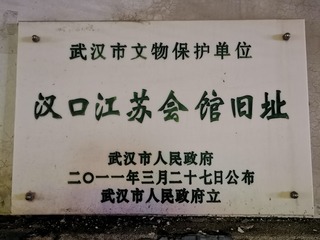 武汉市文物保护单位
汉口江苏会馆旧址
武汉市人民政府
二〇一一年三月二十七日公布
武汉市人民政府立